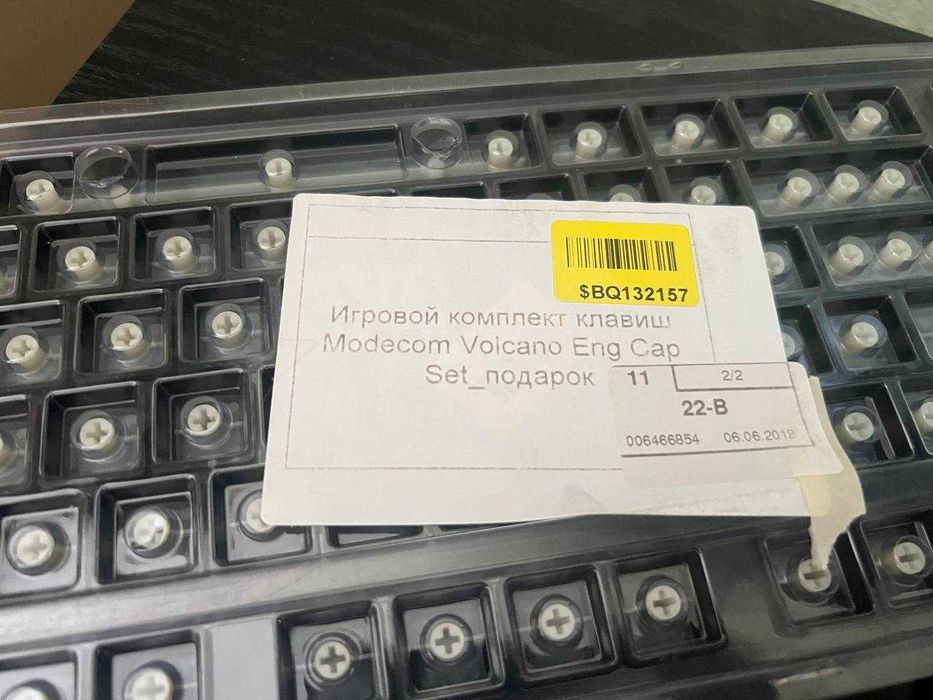 $BQ132157
Игровой комплект клавиш
Modecom Volcano Eng Cap
Set_подарок
11
2/2
22-B
006466854 06.06.2018